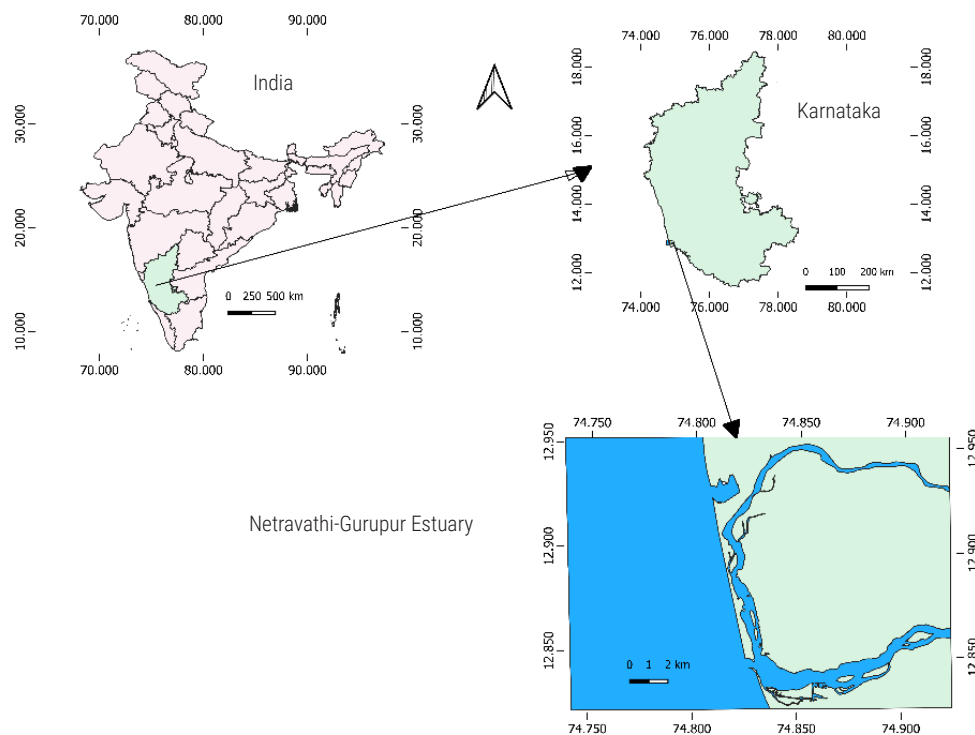 70.000 80.000 90.000
India
30.000 30.000
20.000 20.000
10.000 10.000
0 250 500 km
70.000 80.000 90.000
74.000 76.000 78.000 80.000
Karnataka
18.000 18.000
16.000 16.000
14.000 14.000
12.000 12.000
0 100 200 km
74.000 76.000 78.000 80.000
Netravathi-Gurupur Estuary
74.750 74.800 74.850 74.900
12.950 12.950
12.900 12.900
12.850 12.850
0 1 2 km
74.750 74.800 74.850 74.900